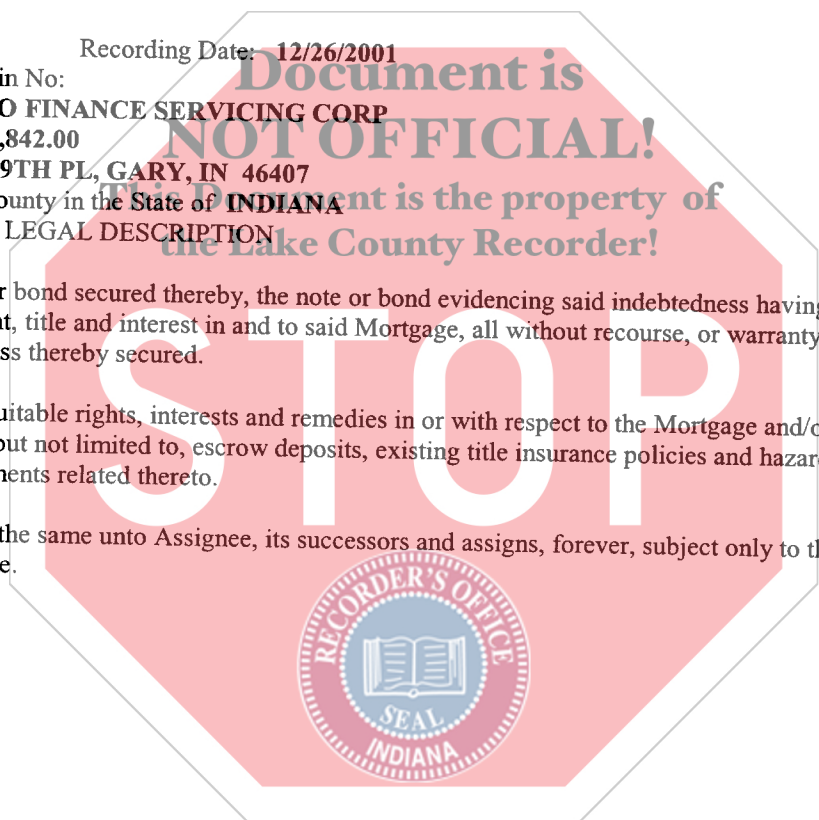 Recording Date: 12/26/2001
in No:
O FINANCE SERVICING CORP
,842.00
9TH PL, GARY, IN 46407
ounty in the State of INDIANA
LEGAL DESCRIPTION
Document is
NOT OFFICIAL!
This Document is the property of
the Lake County Recorder!
r bond secured thereby, the note or bond evidencing said indebtedness having
t, title and interest in and to said Mortgage, all without recourse, or warranty
ss thereby secured.
uitable rights, interests and remedies in or with respect to the Mortgage and/o
but not limited to, escrow deposits, existing title insurance policies and hazar
nents related thereto.
the same unto Assignee, its successors and assigns, forever, subject only to th
e.
STOP
RECORDER'S OFFICE
SEAL
INDIANA